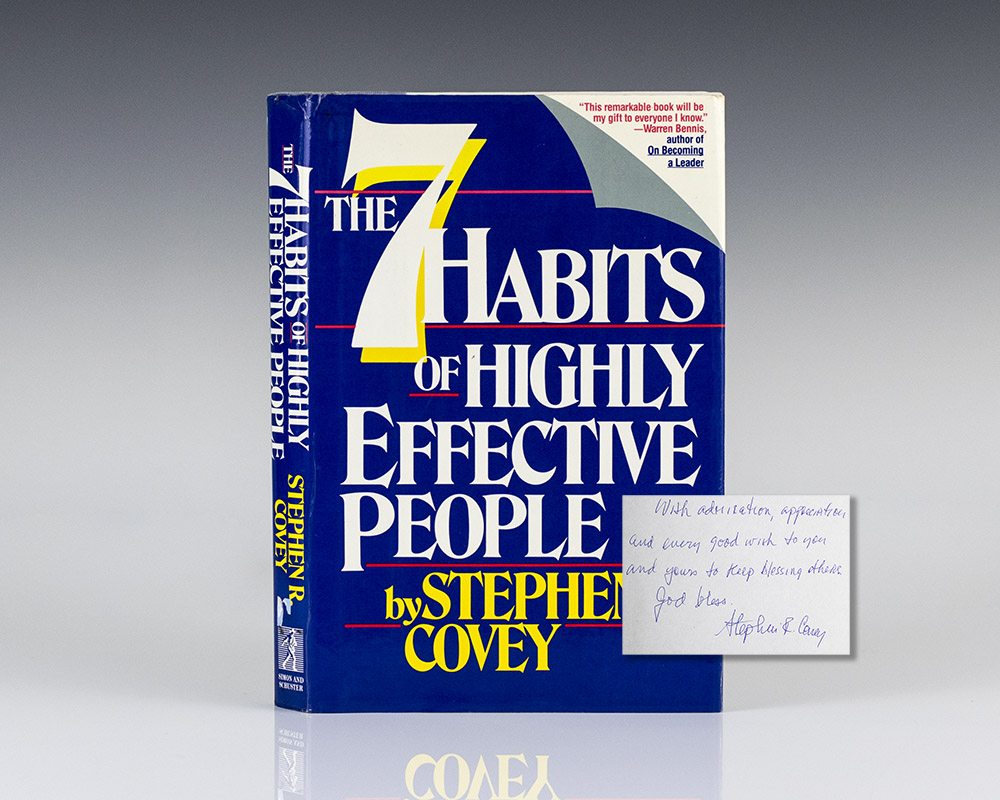 THE 7 HABITS OF HIGHLY
EFFECTIVE PEOPLE
STEPHEN R
COVEY
SIMON AND
SCHUSTER
“This remarkable book will be
my gift to everyone I know.”
—Warren Bennis,
author of
On Becoming
a Leader
THE 7 HABITS
OF HIGHLY
EFFECTIVE
PEOPLE
by STEPHEN
COVEY
With admiration, appreciation
and every good wish to you
and yours to keep blessing others
God bless.
Stephen R Covey